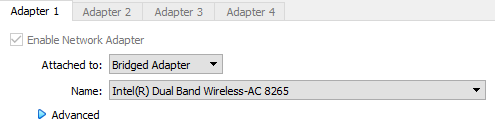 Adapter 1 Adapter 2 Adapter 3 Adapter 4
Enable Network Adapter
Attached to: Bridged Adapter
Name: Intel(R) Dual Band Wireless-AC 8265
Advanced